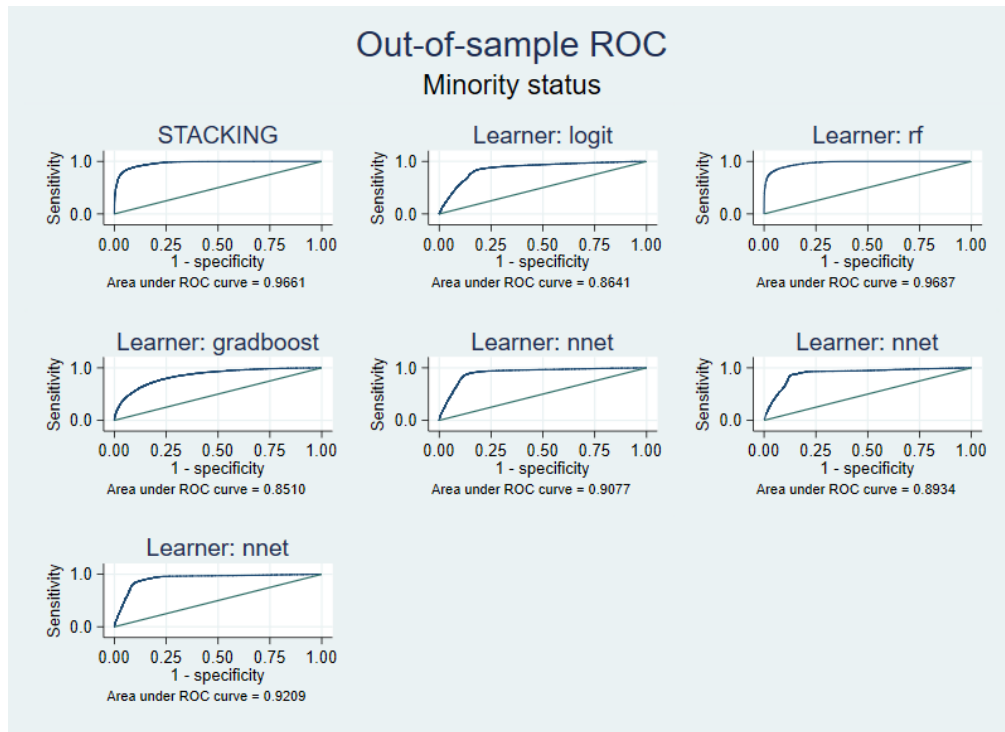 Out-of-sample ROC
Minority status
STACKING
Sensitivity
1.0
0.0
0.00 0.25 0.50 0.75 1.00
1 - specificity
Area under ROC curve = 0.9661
Learner: logit
Sensitivity
1.0
0.0
0.00 0.25 0.50 0.75 1.00
1 - specificity
Area under ROC curve = 0.8641
Learner: rf
Sensitivity
1.0
0.0
0.00 0.25 0.50 0.75 1.00
1 - specificity
Area under ROC curve = 0.9687
Learner: gradboost
Sensitivity
1.0
0.0
0.00 0.25 0.50 0.75 1.00
1 - specificity
Area under ROC curve = 0.8510
Learner: nnet
Sensitivity
1.0
0.0
0.00 0.25 0.50 0.75 1.00
1 - specificity
Area under ROC curve = 0.9077
Learner: nnet
Sensitivity
1.0
0.0
0.00 0.25 0.50 0.75 1.00
1 - specificity
Area under ROC curve = 0.8934
Learner: nnet
Sensitivity
1.0
0.0
0.00 0.25 0.50 0.75 1.00
1 - specificity
Area under ROC curve = 0.9209